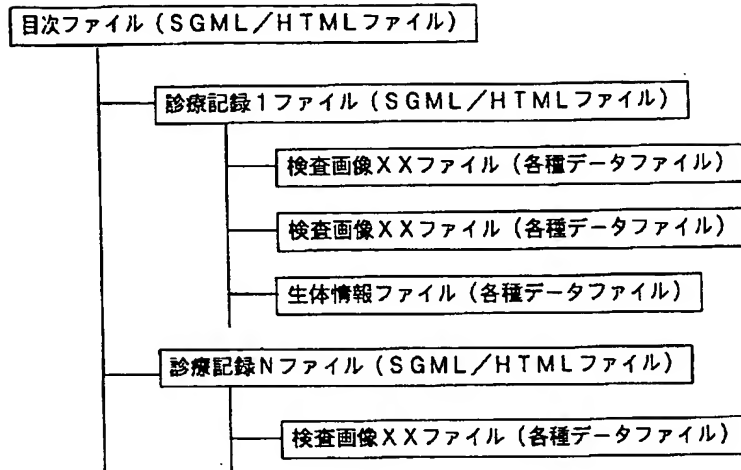 目次ファイル（ＳＧＭＬ／ＨＴＭＬファイル）
診療記録１ファイル（ＳＧＭＬ／ＨＴＭＬファイル）
検査画像ＸＸファイル（各種データファイル）
検査画像ＸＸファイル（各種データファイル）
生体情報ファイル（各種データファイル）
診療記録Ｎファイル（ＳＧＭＬ／ＨＴＭＬファイル）
検査画像ＸＸファイル（各種データファイル）